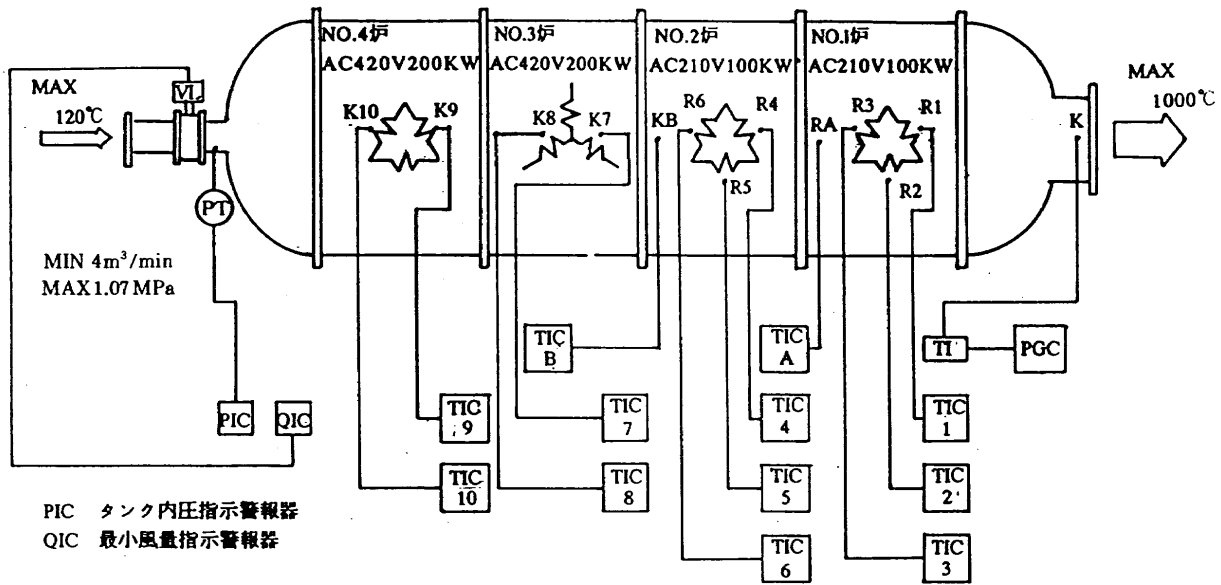 NO.4炉
NO.3炉
NO.2炉
NO.1炉
AC420V200KW
AC420V200KW
AC210V100KW
AC210V100KW
MAX
120℃
VI
MAX
1000℃
K10
K9
K8
K7
KB
R6
R4
R5
RA
R3
R1
R2
K
PT
MIN 4m³/min
MAX1.07MPa
TIC
B
TIC
A
TI
PGC
PIC
QIC
TIC
9
TIC
7
TIC
4
TIC
1
TIC
10
TIC
8
TIC
5
TIC
2
TIC
6
TIC
3
PIC タンク内圧指示警報器
QIC 最小風量指示警報器